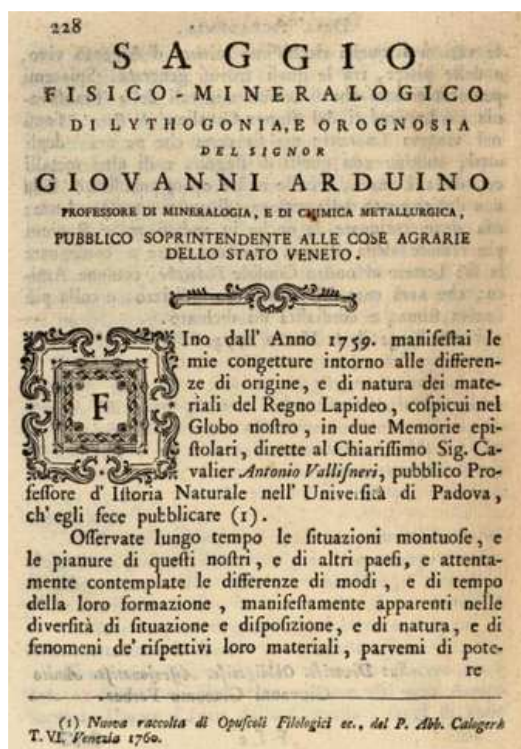 228
SAGGIO
FISICO-MINERALOGICO
DI LYTHOGONIA, E OROGNOSIA
DEL SIGNOR
GIOVANNI ARDUINO
PROFESSORE DI MINERALOGIA, E DI CHIMICA METALLURGICA,
PUBBLICO SOPRINTENDENTE ALLE COSE AGRARIE
DELLO STATO VENETO.
FIno dall' Anno 1759. manifeſtai le
mie congetture intorno alle differen-
ze di origine, e di natura dei mate-
riali del Regno Lapideo, coſpicui nel
Globo noſtro, in due Memorie epi-
ſtolari, dirette al Chiariſſimo Sig. Ca-
valier Antonio Valliſneri, pubblico Pro-
feſſore d' Iſtoria Naturale nell' Univeſità di Padova,
ch' egli fece pubblicare (1).
Oſſervate lungo tempo le ſituazioni montuoſe, e
le pianure di queſti noſtri, e di altri paeſi, e attenta-
mente contemplate le differenze di modi, e di tempo
della loro formazione, manifeſtamente apparenti nelle
diverſità di ſituazione e diſpoſizione, e di natura, e di
fenomeni de' riſpettivi loro materiali, parvemi di pote-
re
(1) Nuova raccolta di Opuſcoli Filologici ec., del P. Abb. Calogerà
T. VI. Venezia 1760.